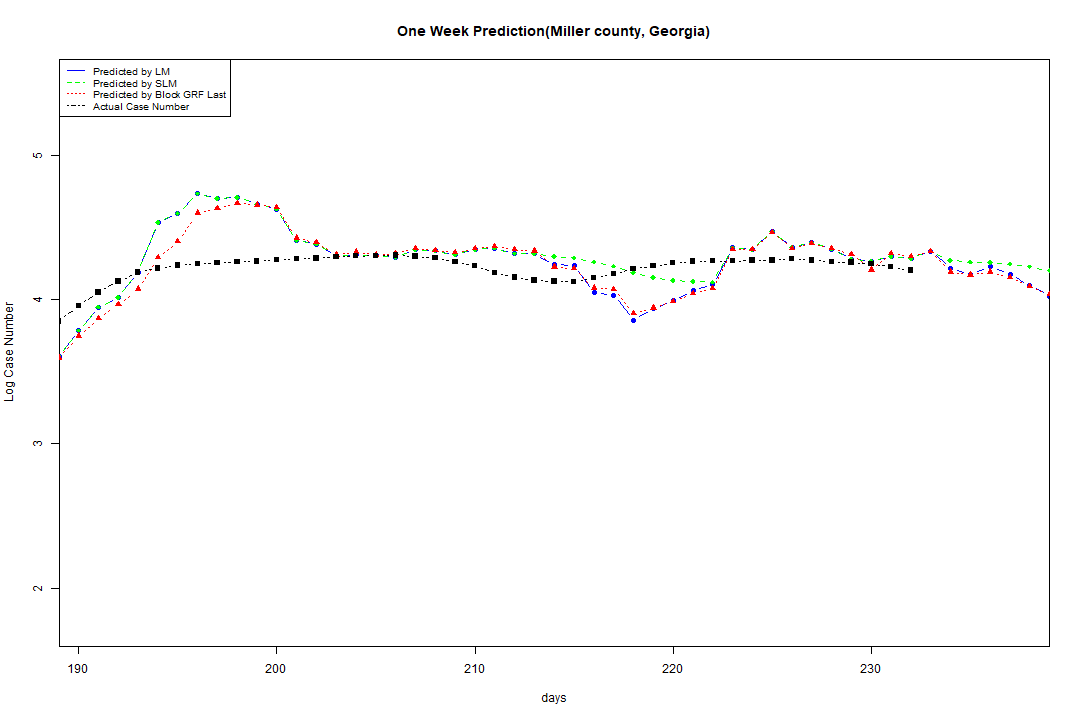 One Week Prediction(Miller county, Georgia)
Predicted by LM
Predicted by SLM
Predicted by Block GRF Last
Actual Case Number
5
4
3
2
Log Case Number
190 200 210 220 230
days